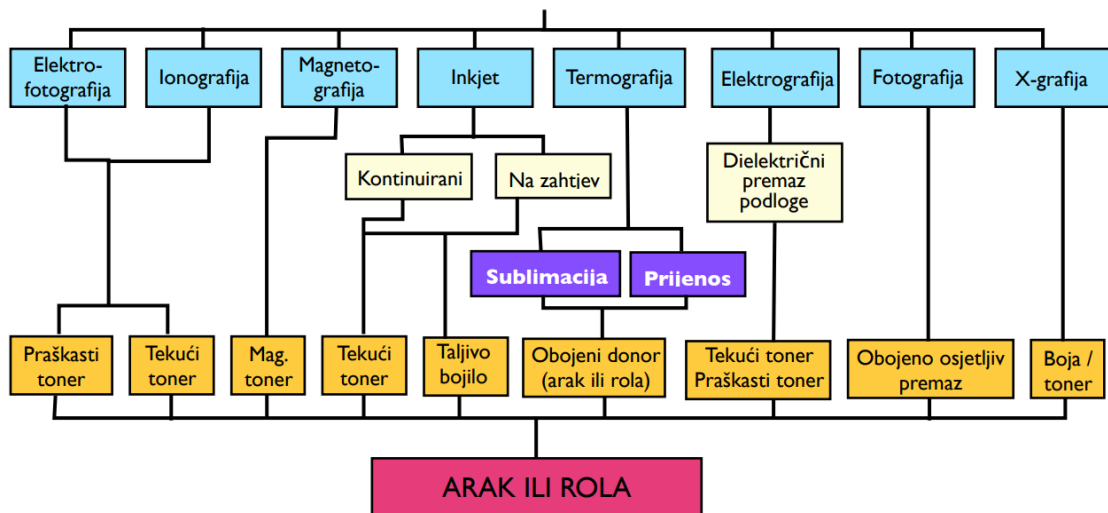 Elektro-
fotografija
Ionografija
Magneto-
grafija
Inkjet
Termografija
Elektrografija
Fotografija
X-grafija
Kontinuirani
Na zahtjev
Dielektrični
premaz
podloge
Sublimacija
Prijenos
Praškasti
toner
Tekući
toner
Mag.
toner
Tekući
toner
Taljivo
bojilo
Obojeni donor
(arak ili rola)
Tekući toner
Praškasti toner
Obojeno osjetljiv
premaz
Boja /
toner
ARAK ILI ROLA